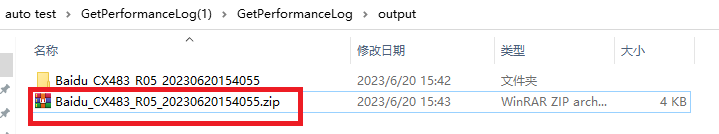 auto test > GetPerformanceLog(1) > GetPerformanceLog > output
名称 修改日期 类型 大小
Baidu_CX483_R05_20230620154055 2023/6/20 15:42 文件夹
Baidu_CX483_R05_20230620154055.zip 2023/6/20 15:43 WinRAR ZIP arch... 4 KB